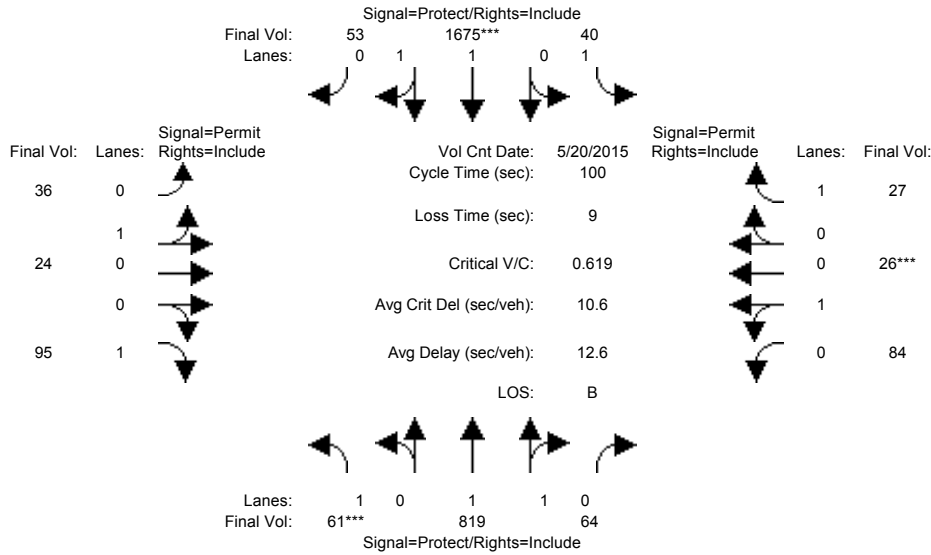 Signal=Protect/Rights=Include
Final Vol: 53 1675*** 40
Lanes: 0 1 1 0 1
Signal=Permit Signal=Permit
Final Vol: Lanes: Rights=Include Vol Cnt Date: 5/20/2015 Rights=Include Lanes: Final Vol:
Cycle Time (sec): 100
36 0 1 27
Loss Time (sec): 9
1 0
24 0 Critical V/C: 0.619 0 26***
0 Avg Crit Del (sec/veh): 10.6 1
95 1 Avg Delay (sec/veh): 12.6 0 84
LOS: B
Lanes: 1 0 1 1 0
Final Vol: 61*** 819 64
Signal=Protect/Rights=Include